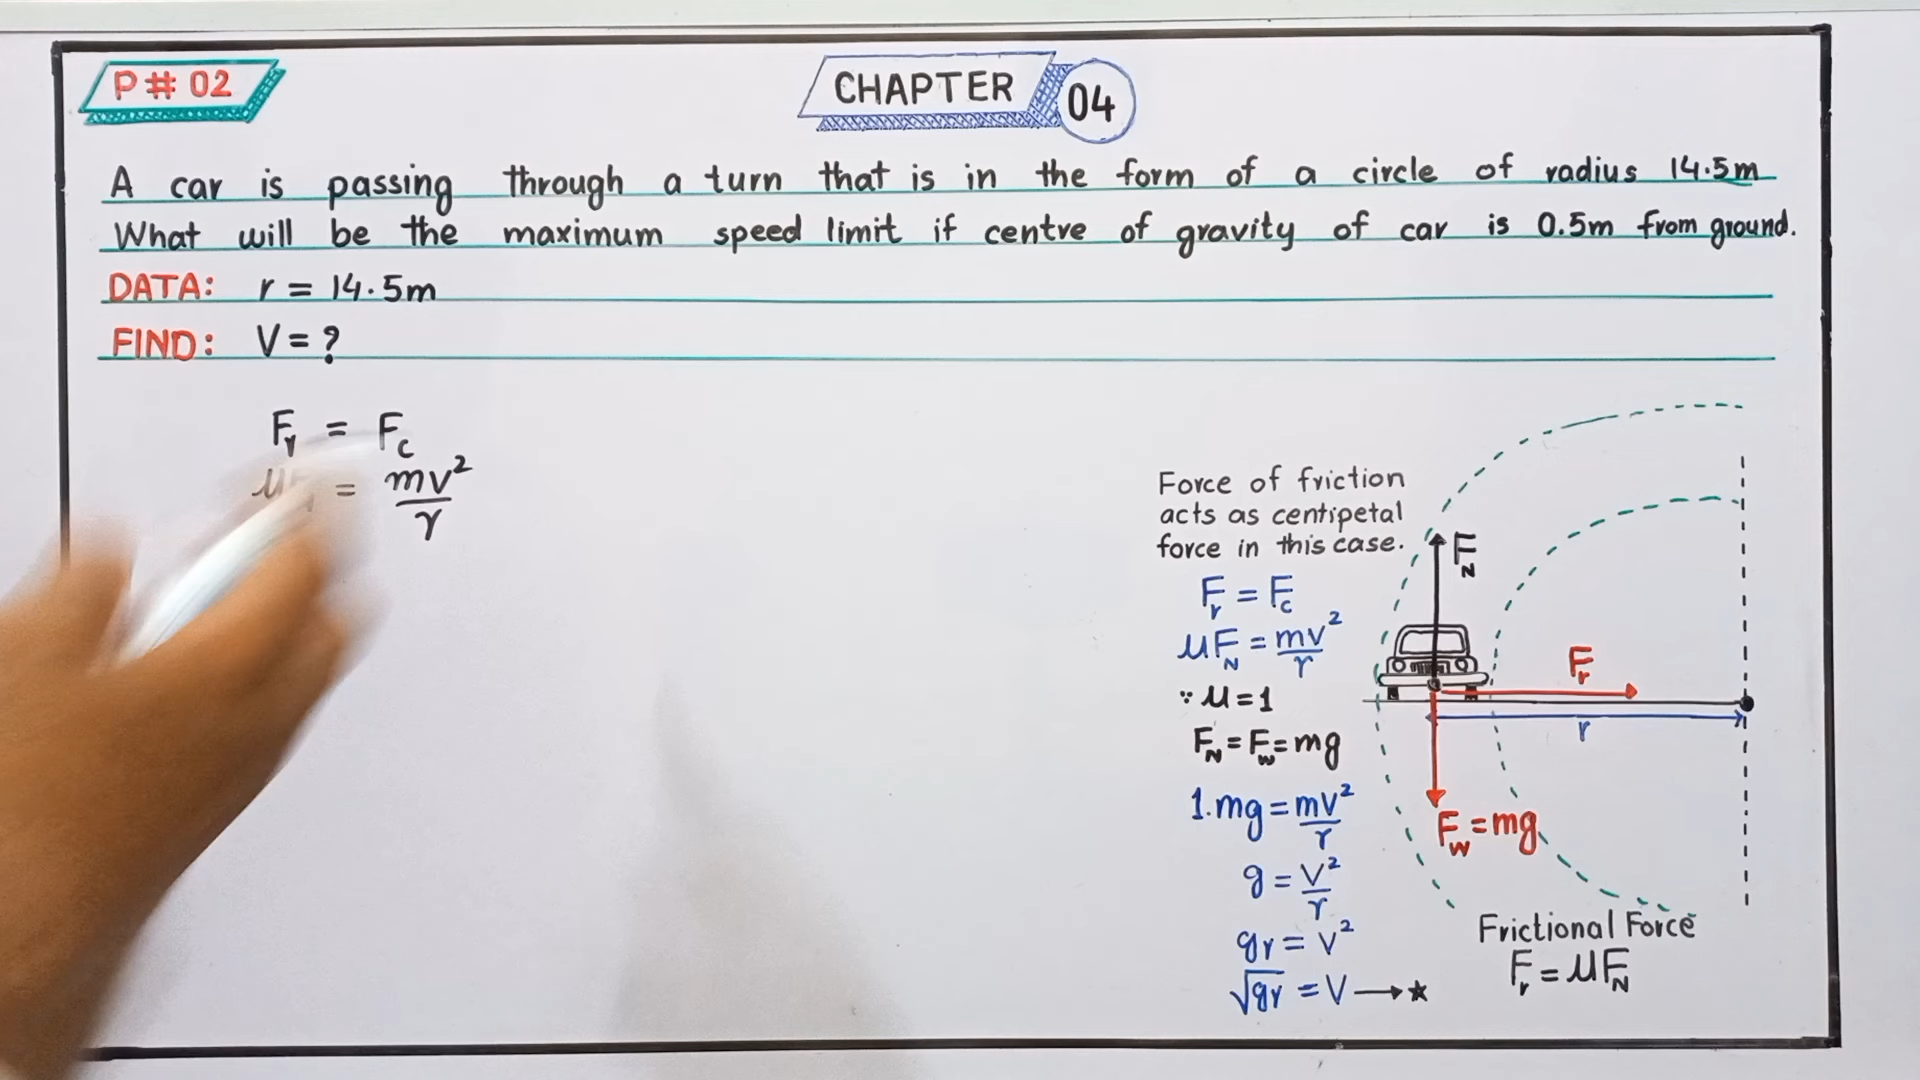 P # 02
CHAPTER 04
A car is passing through a turn that is in the form of a circle of radius 14.5m
What will be the maximum speed limit if centre of gravity of car is 0.5m from ground.
DATA: r = 14.5m
FIND: V = ?
Fr = Fc
μ = mv²/r
Force of friction
acts as centipetal
force in this case.
Fr = Fc
μFN = mv²/r
∵ μ = 1
FN = Fw = mg
1.mg = mv²/r
g = v²/r
gr = v²
√gr = V → ★
FN
Fr
r
Fw = mg
Frictional Force
Fr = μFN